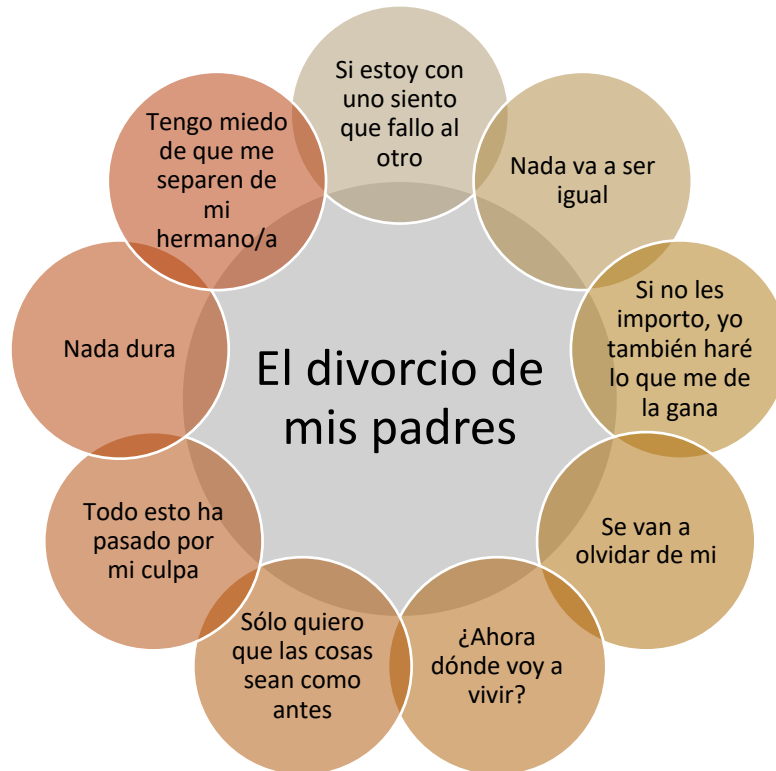 Si estoy con
uno siento
que fallo al
otro
Nada va a ser
igual
Si no les
importo, yo
también haré
lo que me de
la gana
Se van a
olvidar de mi
¿Ahora
dónde voy a
vivir?
Sólo quiero
que las cosas
sean como
antes
Todo esto ha
pasado por
mi culpa
Nada dura
Tengo miedo
de que me
separen de
mi
hermano/a
El divorcio de
mis padres